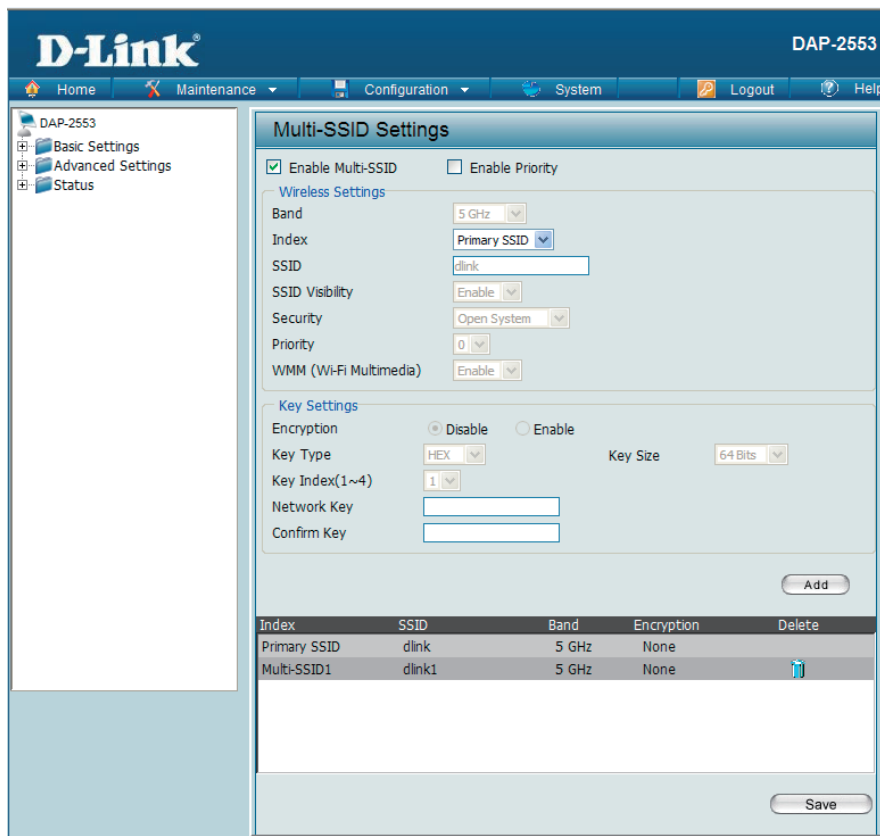 D-Link®
DAP-2553
Home Maintenance Configuration System Logout Help
DAP-2553
Basic Settings
Advanced Settings
Status
Multi-SSID Settings
Enable Multi-SSID Enable Priority
Wireless Settings
Band 5 GHz
Index Primary SSID
SSID dlink
SSID Visibility Enable
Security Open System
Priority 0
WMM (Wi-Fi Multimedia) Enable
Key Settings
Encryption Disable Enable
Key Type HEX Key Size 64 Bits
Key Index(1~4) 1
Network Key
Confirm Key
Add
Index SSID Band Encryption Delete
Primary SSID dlink 5 GHz None
Multi-SSID1 dlink1 5 GHz None
Save